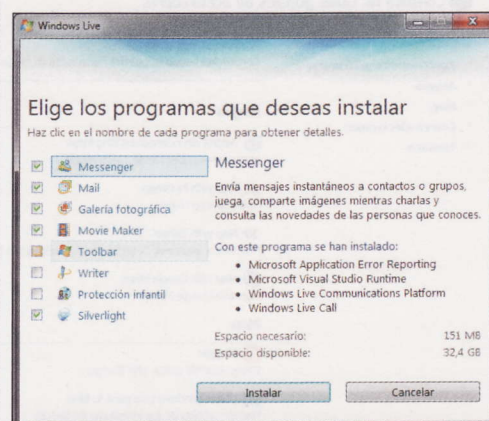 Windows Live
Elige los programas que deseas instalar
Haz clic en el nombre de cada programa para obtener detalles.
Messenger
Mail
Galería fotográfica
Movie Maker
Toolbar
Writer
Protección infantil
Silverlight
Messenger
Envía mensajes instantáneos a contactos o grupos,
juega, comparte imágenes mientras charlas y
consulta las novedades de las personas que conoces.
Con este programa se han instalado:
• Microsoft Application Error Reporting
• Microsoft Visual Studio Runtime
• Windows Live Communications Platform
• Windows Live Call
Espacio necesario: 151 MB
Espacio disponible: 32,4 GB
Instalar
Cancelar